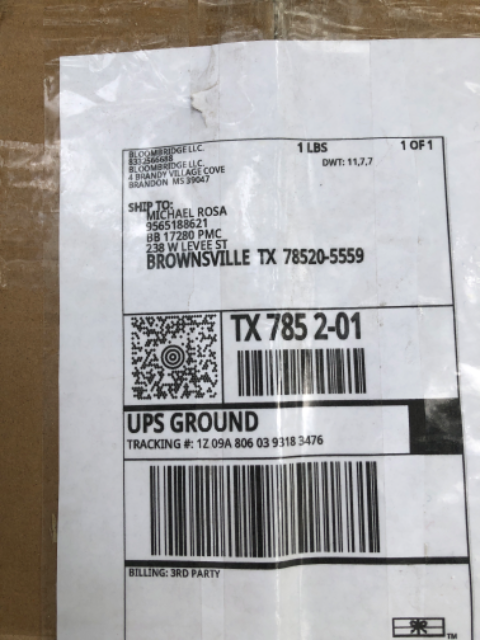 BLOOMBRIDGE LLC.
8332566688
BLOOMBRIDGE LLC.
4 BRANDY VILLAGE COVE
BRANDON MS 39047
1 LBS
1 OF 1
DWT: 11,7,7
SHIP TO:
MICHAEL ROSA
9565188621
BB 17280 PMC
238 W LEVEE ST
BROWNSVILLE TX 78520-5559
TX 785 2-01
UPS GROUND
TRACKING #: 1Z 09A 806 03 9318 3476
BILLING: 3RD PARTY
TM